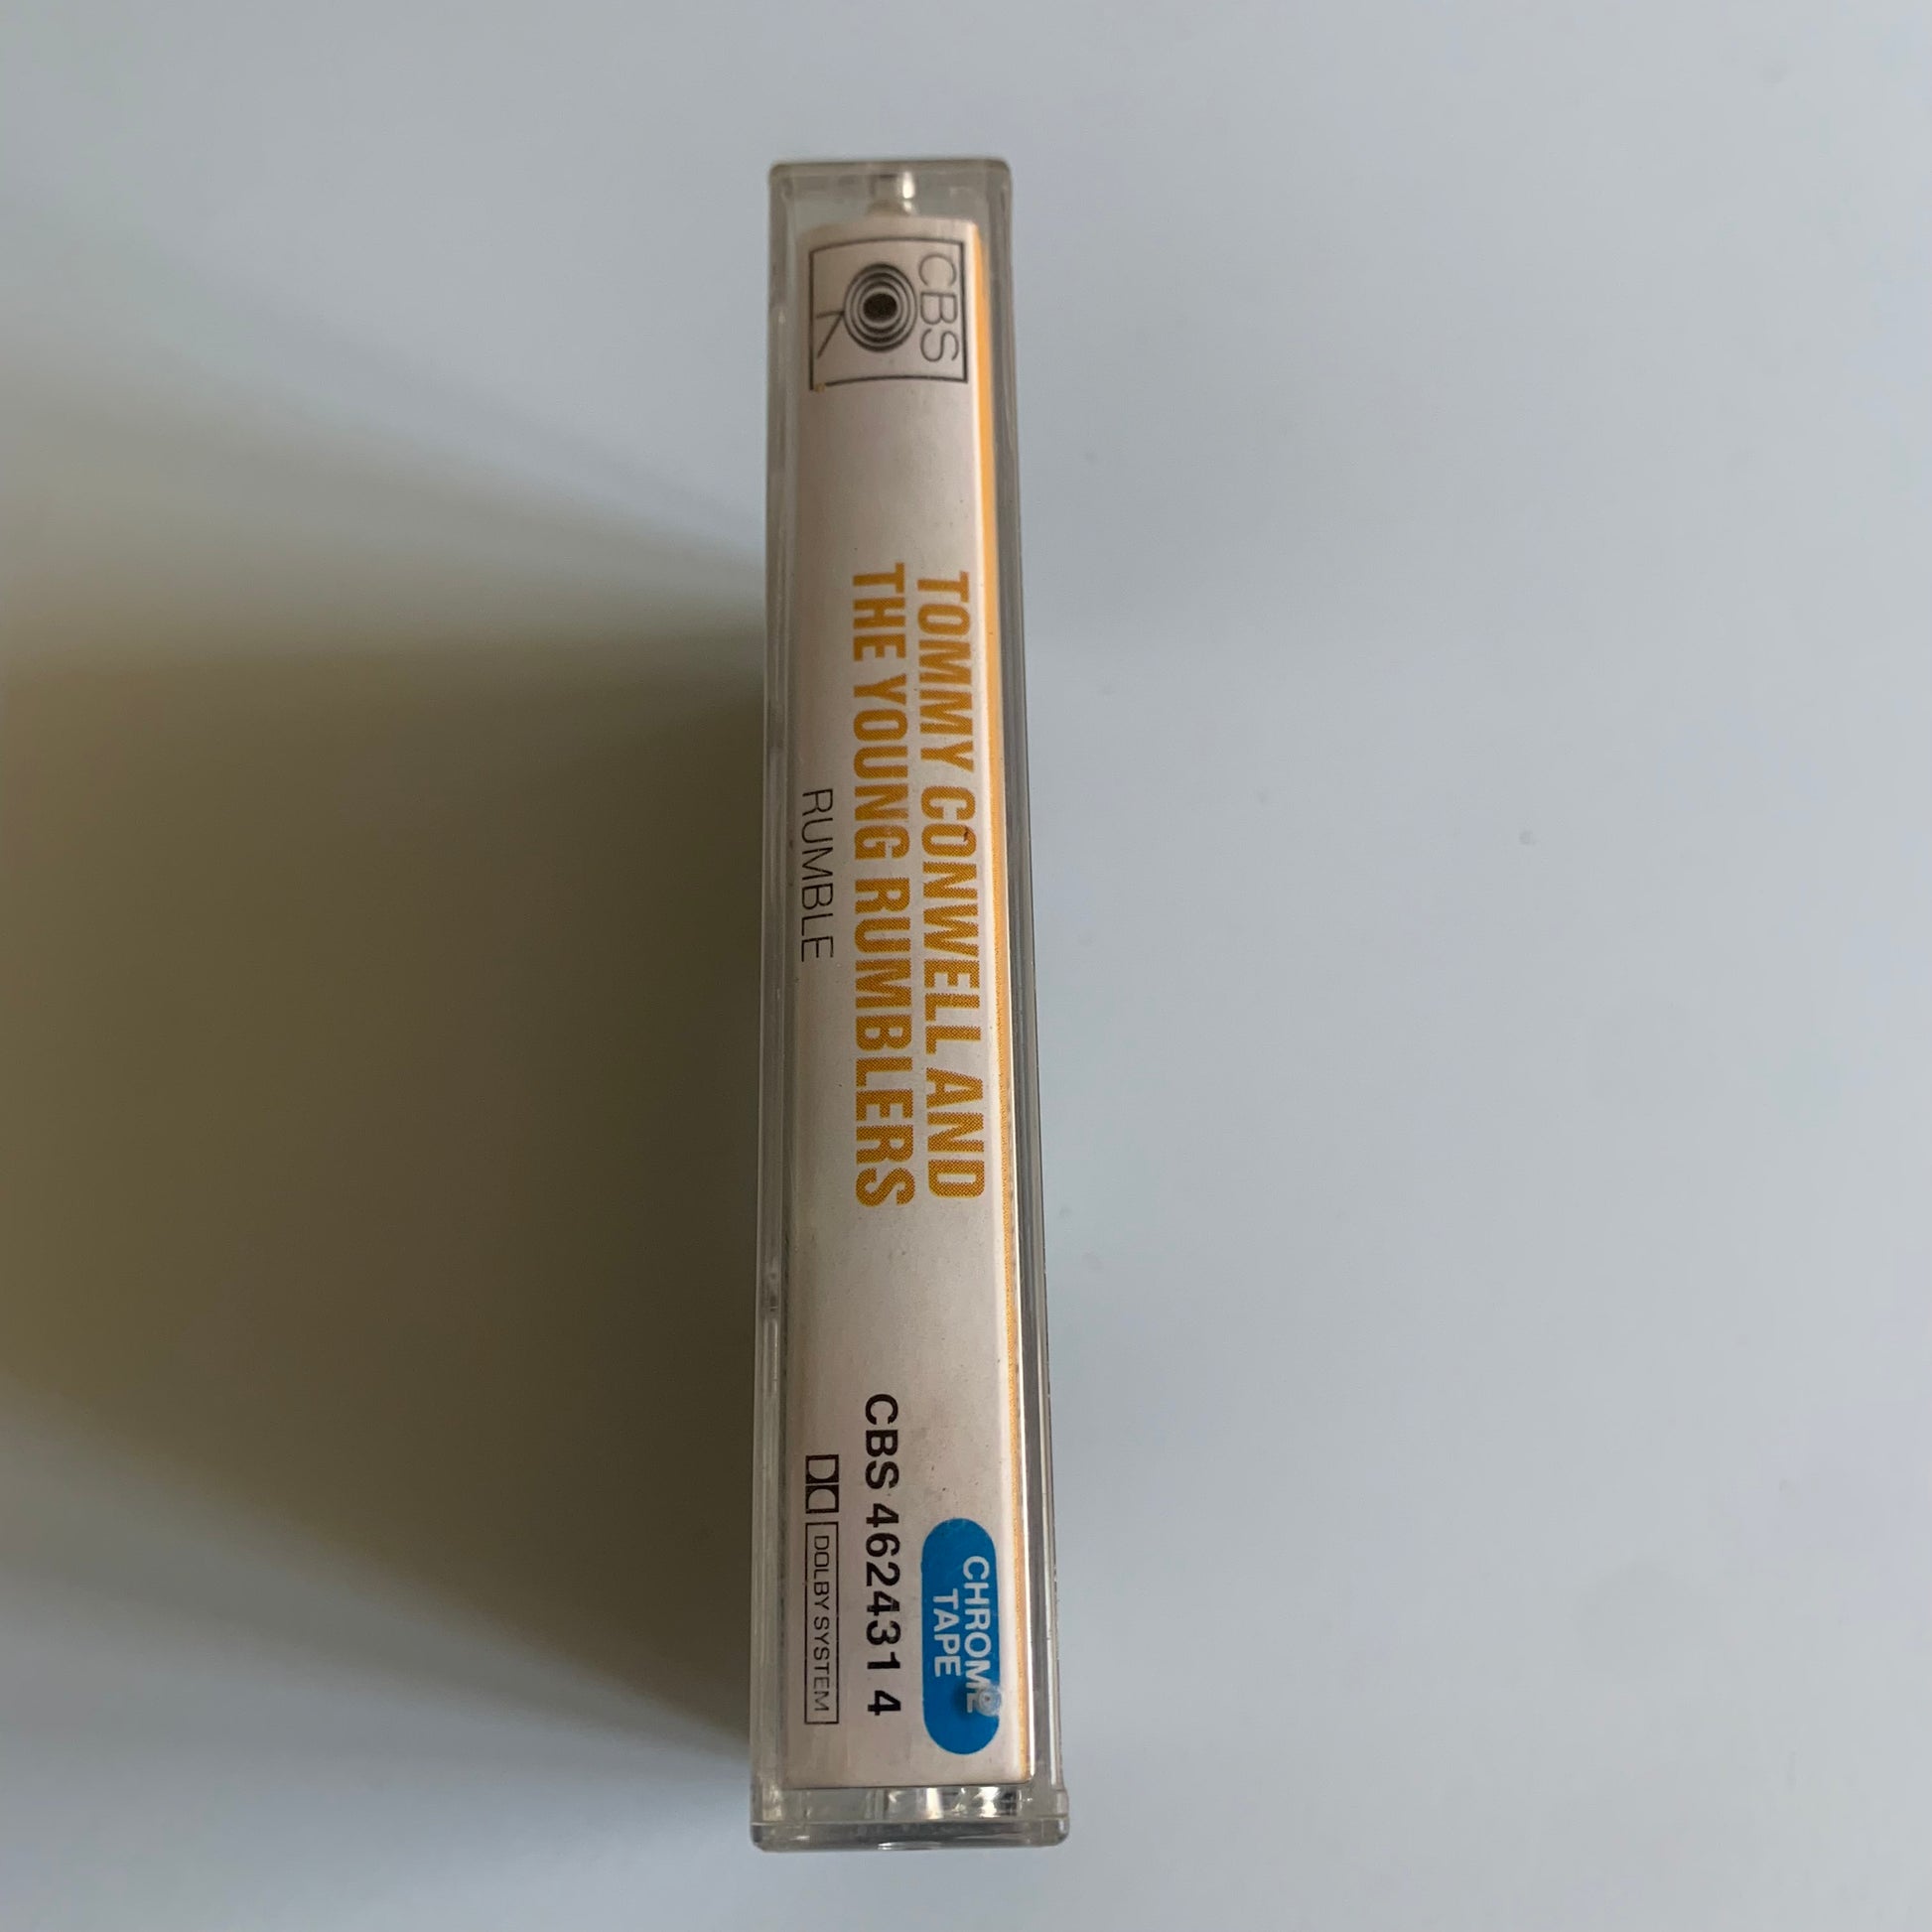 CBS
TOMMY CONWELL AND
THE YOUNG RUMBLERS
RUMBLE
CHROME
TAPE
CBS 462431 4
DOLBY SYSTEM